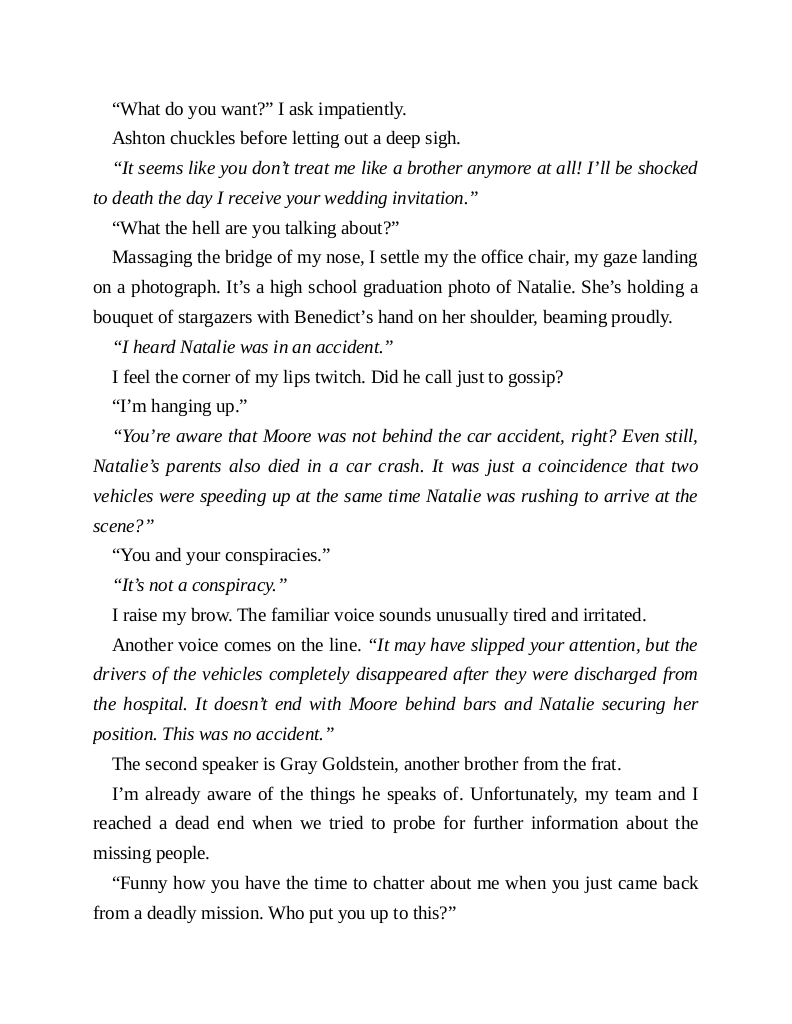 “What do you want?” I ask impatiently.
Ashton chuckles before letting out a deep sigh.
“It seems like you don’t treat me like a brother anymore at all! I’ll be shocked
to death the day I receive your wedding invitation.”
“What the hell are you talking about?”
Massaging the bridge of my nose, I settle my the office chair, my gaze landing
on a photograph. It’s a high school graduation photo of Natalie. She’s holding a
bouquet of stargazers with Benedict’s hand on her shoulder, beaming proudly.
“I heard Natalie was in an accident.”
I feel the corner of my lips twitch. Did he call just to gossip?
“I’m hanging up.”
“You’re aware that Moore was not behind the car accident, right? Even still,
Natalie’s parents also died in a car crash. It was just a coincidence that two
vehicles were speeding up at the same time Natalie was rushing to arrive at the
scene?”
“You and your conspiracies.”
“It’s not a conspiracy.”
I raise my brow. The familiar voice sounds unusually tired and irritated.
Another voice comes on the line. “It may have slipped your attention, but the
drivers of the vehicles completely disappeared after they were discharged from
the hospital. It doesn’t end with Moore behind bars and Natalie securing her
position. This was no accident.”
The second speaker is Gray Goldstein, another brother from the frat.
I’m already aware of the things he speaks of. Unfortunately, my team and I
reached a dead end when we tried to probe for further information about the
missing people.
“Funny how you have the time to chatter about me when you just came back
from a deadly mission. Who put you up to this?”